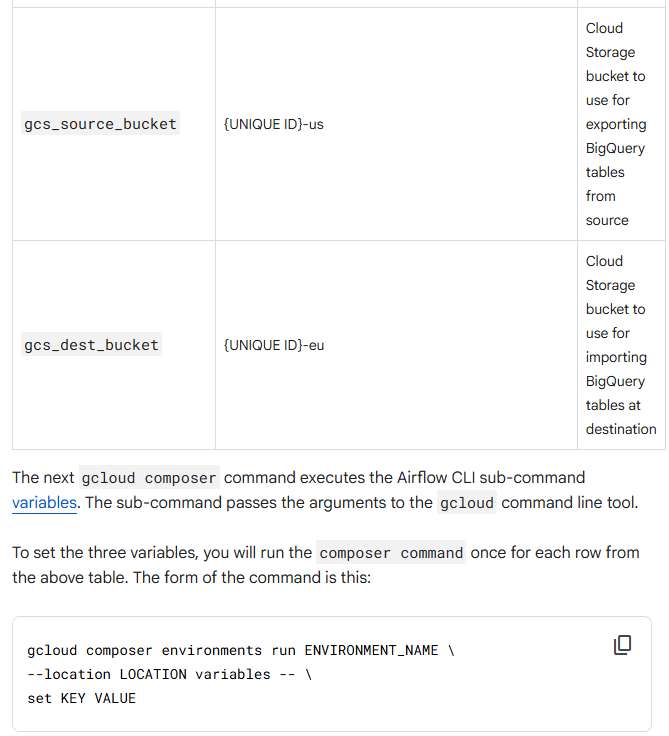 gcs_source_bucket
{UNIQUE ID}-us
Cloud
Storage
bucket to
use for
exporting
BigQuery
tables
from
source
gcs_dest_bucket
{UNIQUE ID}-eu
Cloud
Storage
bucket to
use for
importing
BigQuery
tables at
destination
The next gcloud composer command executes the Airflow CLI sub-command
variables. The sub-command passes the arguments to the gcloud command line tool.
To set the three variables, you will run the composer command once for each row from
the above table. The form of the command is this:
gcloud composer environments run ENVIRONMENT_NAME \
--location LOCATION variables -- \
set KEY VALUE